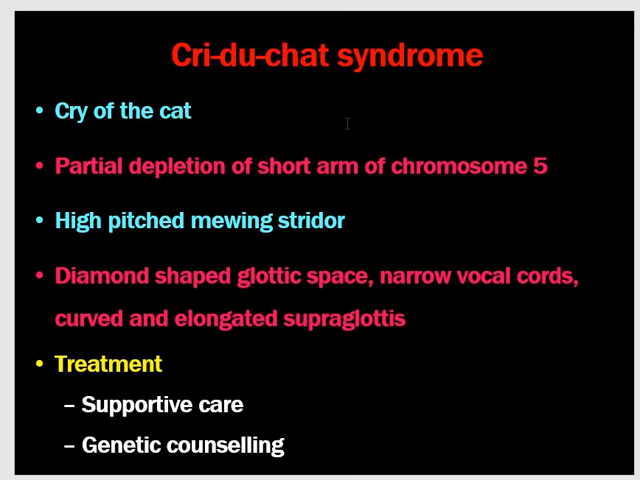 Cri-du-chat syndrome
• Cry of the cat
• Partial depletion of short arm of chromosome 5
• High pitched mewing stridor
• Diamond shaped glottic space, narrow vocal cords,
curved and elongated supraglottis
• Treatment
– Supportive care
– Genetic counselling